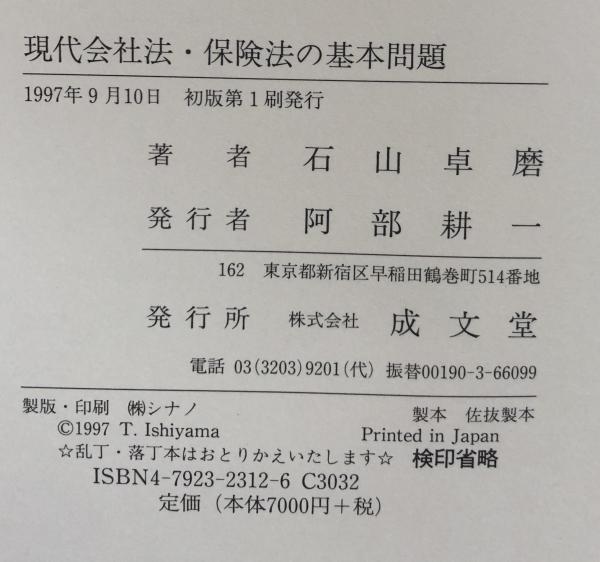 現代会社法・保険法の基本問題
1997年9月10日 初版第1刷発行
著者 石山卓磨
発行者 阿部耕一
162 東京都新宿区早稲田鶴巻町514番地
発行所 株式会社 成文堂
電話 03(3203)9201(代) 振替00190-3-66099
製版・印刷 ㈱シナノ 製本 佐抜製本
©1997 T. Ishiyama Printed in Japan
☆乱丁・落丁本はおとりかえいたします☆ 検印省略
ISBN4-7923-2312-6 C3032
定価（本体7000円＋税）